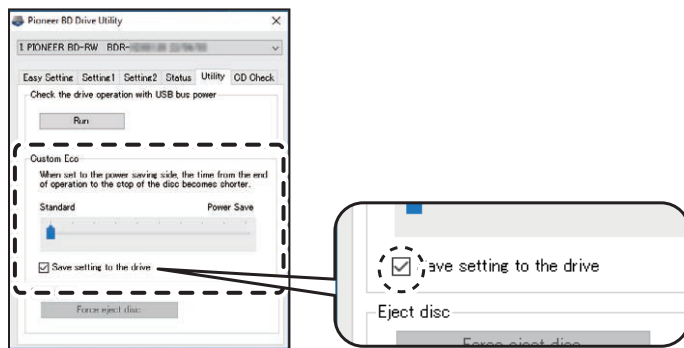 Pioneer BD Drive Utility
1 PIONEER BD-RW BDR-
Easy Setting Setting1 Setting2 Status Utility CD Check
Check the drive operation with USB bus power
Run
Custom Eco
When set to the power saving side, the time from the end
of operation to the stop of the disc becomes shorter.
Standard Power Save
Save setting to the drive
Force eject disc
ave setting to the drive
Eject disc
Force eject disc